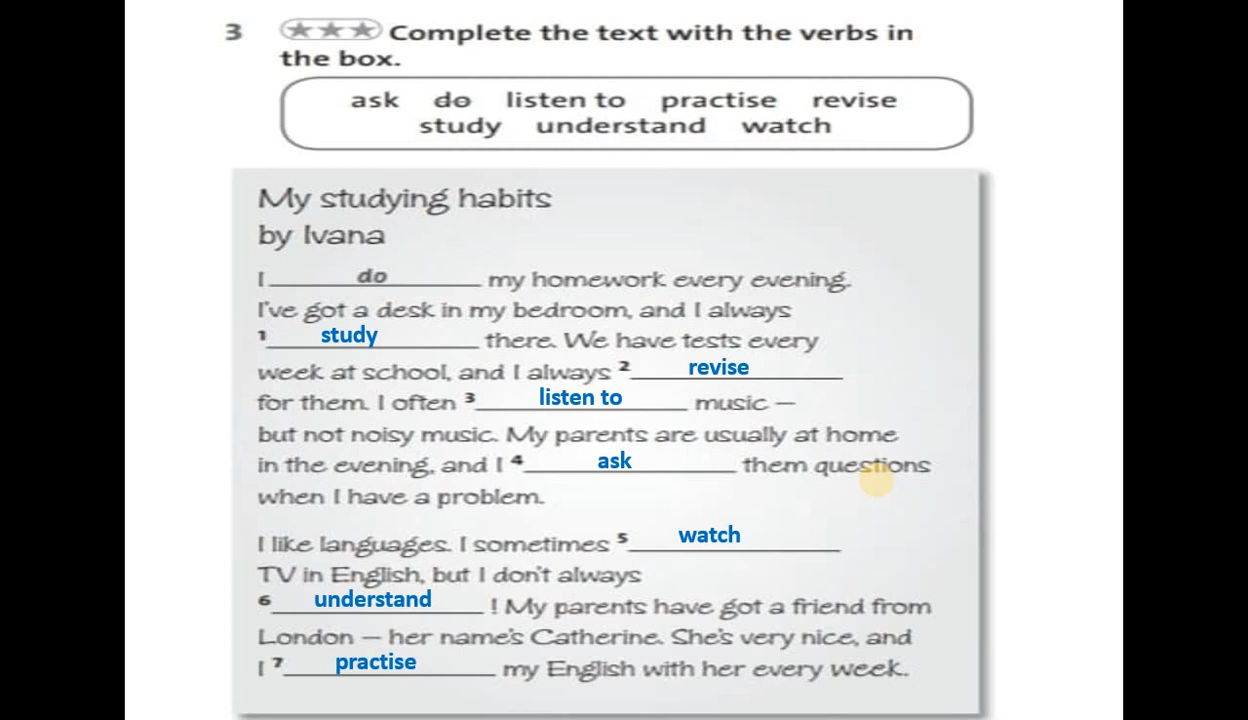 3 ★★★ Complete the text with the verbs in
the box.
ask do listen to practise revise
study understand watch
My studying habits
by Ivana
I do my homework every evening.
I've got a desk in my bedroom, and I always
1 study there. We have tests every
week at school, and I always 2 revise
for them. I often 3 listen to music –
but not noisy music. My parents are usually at home
in the evening, and I 4 ask them questions
when I have a problem.
I like languages. I sometimes 5 watch
TV in English, but I don't always
6 understand ! My parents have got a friend from
London – her name's Catherine. She's very nice, and
I 7 practise my English with her every week.